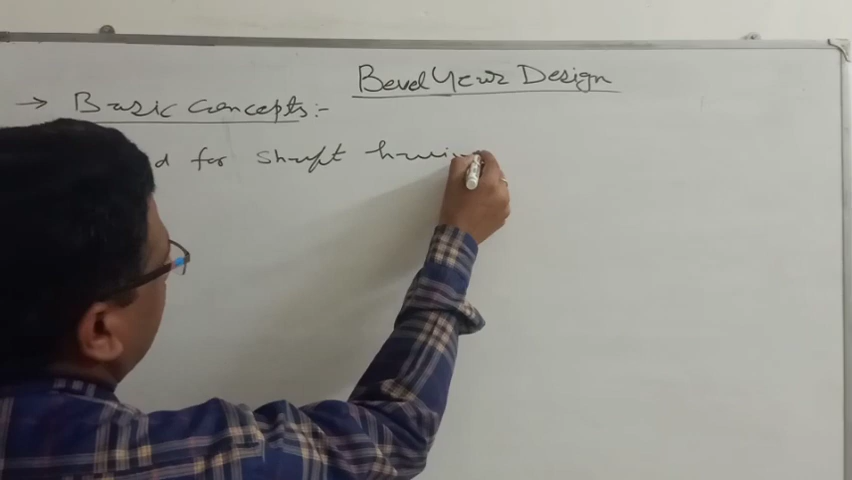 Bevel Gear Design
→ Basic Concepts:-
for shaft